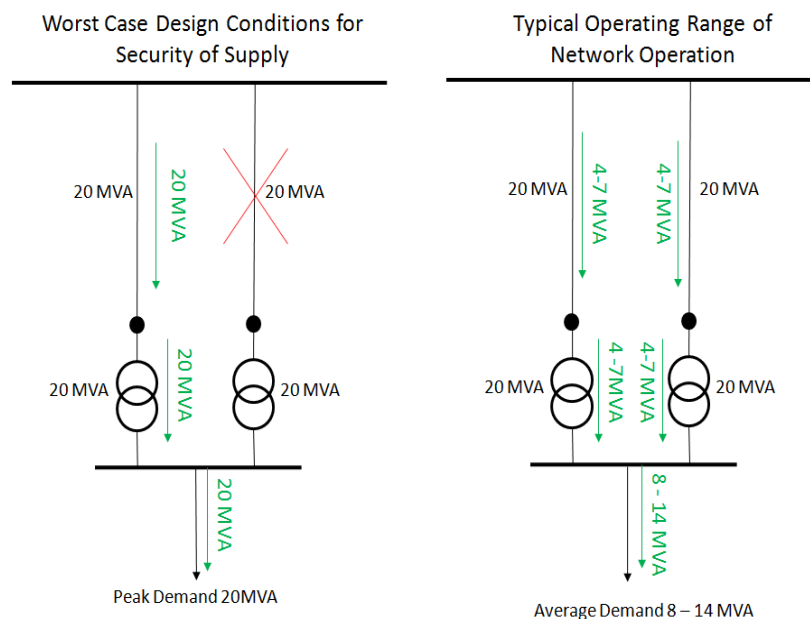 Worst Case Design Conditions for
Security of Supply
20 MVA
20 MVA
20 MVA
20 MVA
20 MVA
20 MVA
20 MVA
Peak Demand 20MVA
Typical Operating Range of
Network Operation
20 MVA
4-7 MVA
4-7 MVA
20 MVA
20 MVA
4 -7MVA
4-7 MVA
20 MVA
8 - 14 MVA
Average Demand 8 – 14 MVA